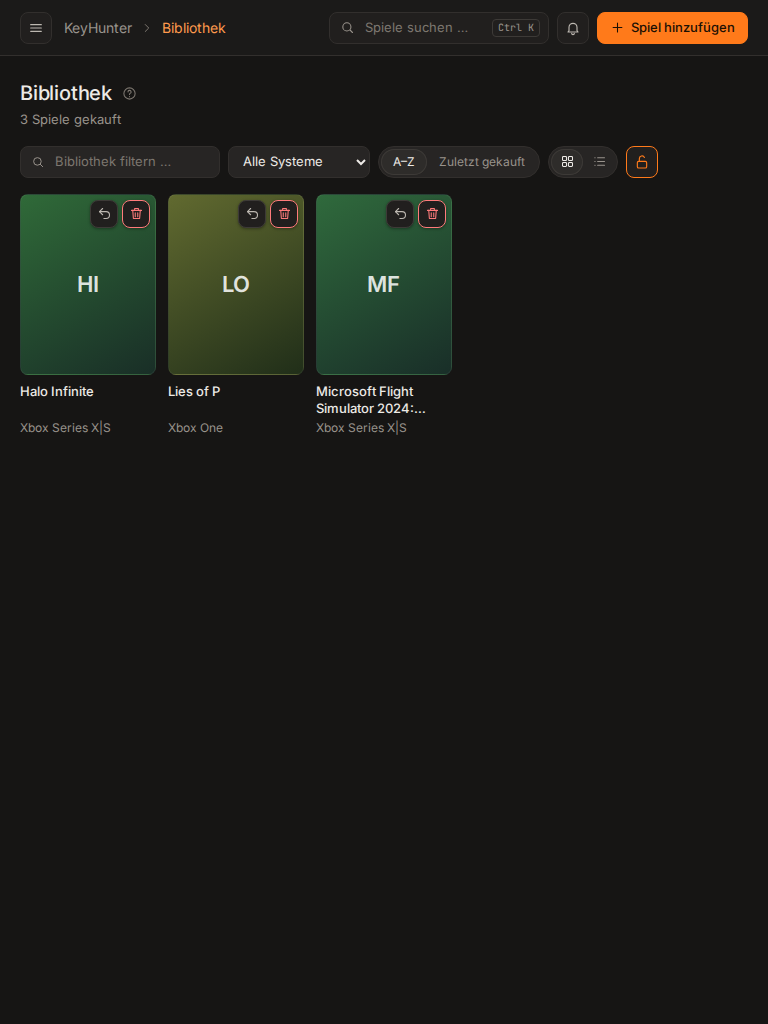 KeyHunter
Bibliothek
Spiele suchen ...
Ctrl K
Spiel hinzufügen
Bibliothek
3 Spiele gekauft
Bibliothek filtern ...
Alle Systeme
A–Z
Zuletzt gekauft
HI
LO
MF
Halo Infinite
Lies of P
Microsoft Flight
Simulator 2024:...
Xbox Series X|S
Xbox One
Xbox Series X|S